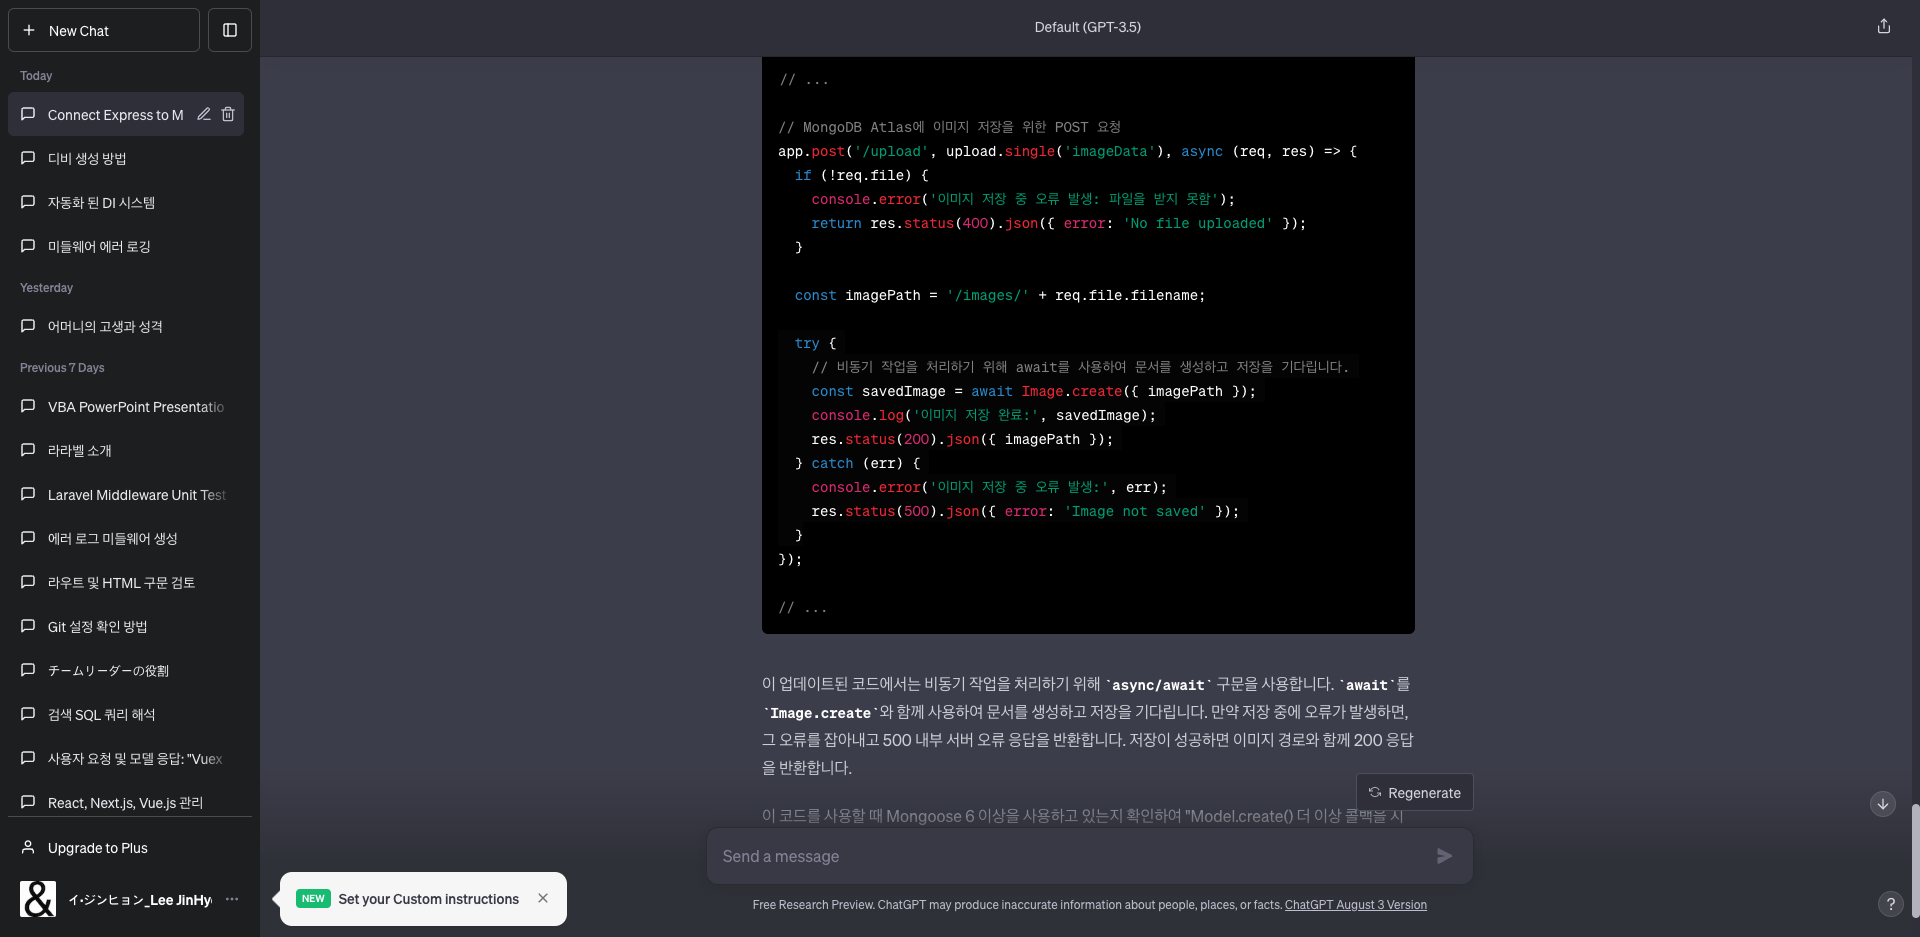 New Chat
Today
Connect Express to M
디비 생성 방법
자동화 된 DI 시스템
미들웨어 에러 로깅
Yesterday
어머니의 고생과 성격
Previous 7 Days
VBA PowerPoint Presentatio
라라벨 소개
Laravel Middleware Unit Test
에러 로그 미들웨어 생성
라우트 및 HTML 구문 검토
Git 설정 확인 방법
チームリーダーの役割
검색 SQL 쿼리 해석
사용자 요청 및 모델 응답: "Vuex
React, Next.js, Vue.js 관리
Upgrade to Plus
イ·ジンヒョン_Lee JinHy
Default (GPT-3.5)
// ...
// MongoDB Atlas에 이미지 저장을 위한 POST 요청
app.post('/upload', upload.single('imageData'), async (req, res) => {
  if (!req.file) {
    console.error('이미지 저장 중 오류 발생: 파일을 받지 못함');
    return res.status(400).json({ error: 'No file uploaded' });
  }
  const imagePath = '/images/' + req.file.filename;
  try {
    // 비동기 작업을 처리하기 위해 await를 사용하여 문서를 생성하고 저장을 기다립니다.
    const savedImage = await Image.create({ imagePath });
    console.log('이미지 저장 완료:', savedImage);
    res.status(200).json({ imagePath });
  } catch (err) {
    console.error('이미지 저장 중 오류 발생:', err);
    res.status(500).json({ error: 'Image not saved' });
  }
});
// ...
이 업데이트된 코드에서는 비동기 작업을 처리하기 위해 `async/await` 구문을 사용합니다. `await`를
`Image.create`와 함께 사용하여 문서를 생성하고 저장을 기다립니다. 만약 저장 중에 오류가 발생하면,
그 오류를 잡아내고 500 내부 서버 오류 응답을 반환합니다. 저장이 성공하면 이미지 경로와 함께 200 응답
을 반환합니다.
Regenerate
이 코드를 사용할 때 Mongoose 6 이상을 사용하고 있는지 확인하여 "Model.create() 더 이상 콜백을 지
Send a message
NEW Set your Custom instructions
Free Research Preview. ChatGPT may produce inaccurate information about people, places, or facts. ChatGPT August 3 Version
?